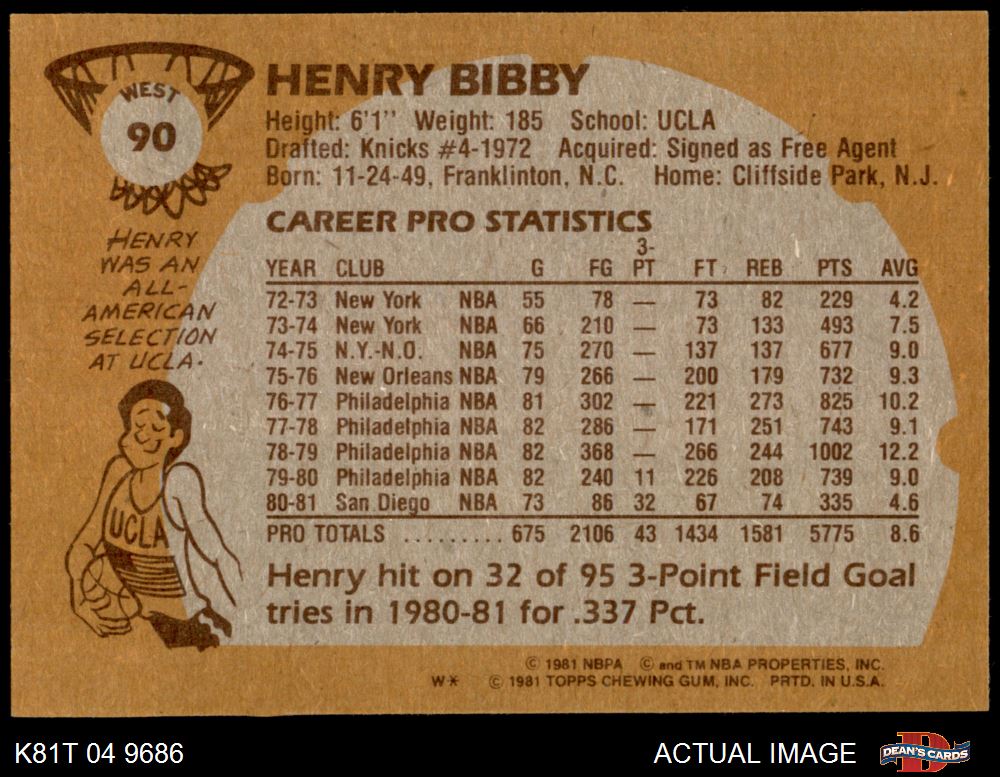 WEST
90
HENRY
WAS AN
ALL-
AMERICAN
SELECTION
AT UCLA.
UCLA
HENRY BIBBY
Height: 6'1" Weight: 185 School: UCLA
Drafted: Knicks #4-1972 Acquired: Signed as Free Agent
Born: 11-24-49, Franklinton, N.C. Home: Cliffside Park, N.J.
CAREER PRO STATISTICS
YEAR CLUB G FG 3-PT FT REB PTS AVG
72-73 New York NBA 55 78 — 73 82 229 4.2
73-74 New York NBA 66 210 — 73 133 493 7.5
74-75 N.Y.-N.O. NBA 75 270 — 137 137 677 9.0
75-76 New Orleans NBA 79 266 — 200 179 732 9.3
76-77 Philadelphia NBA 81 302 — 221 273 825 10.2
77-78 Philadelphia NBA 82 286 — 171 251 743 9.1
78-79 Philadelphia NBA 82 368 — 266 244 1002 12.2
79-80 Philadelphia NBA 82 240 11 226 208 739 9.0
80-81 San Diego NBA 73 86 32 67 74 335 4.6
PRO TOTALS ......... 675 2106 43 1434 1581 5775 8.6
Henry hit on 32 of 95 3-Point Field Goal
tries in 1980-81 for .337 Pct.
© 1981 NBPA © and TM NBA PROPERTIES, INC.
W* © 1981 TOPPS CHEWING GUM, INC. PRTD. IN U.S.A.
K81T 04 9686 ACTUAL IMAGE D DEAN'S CARDS